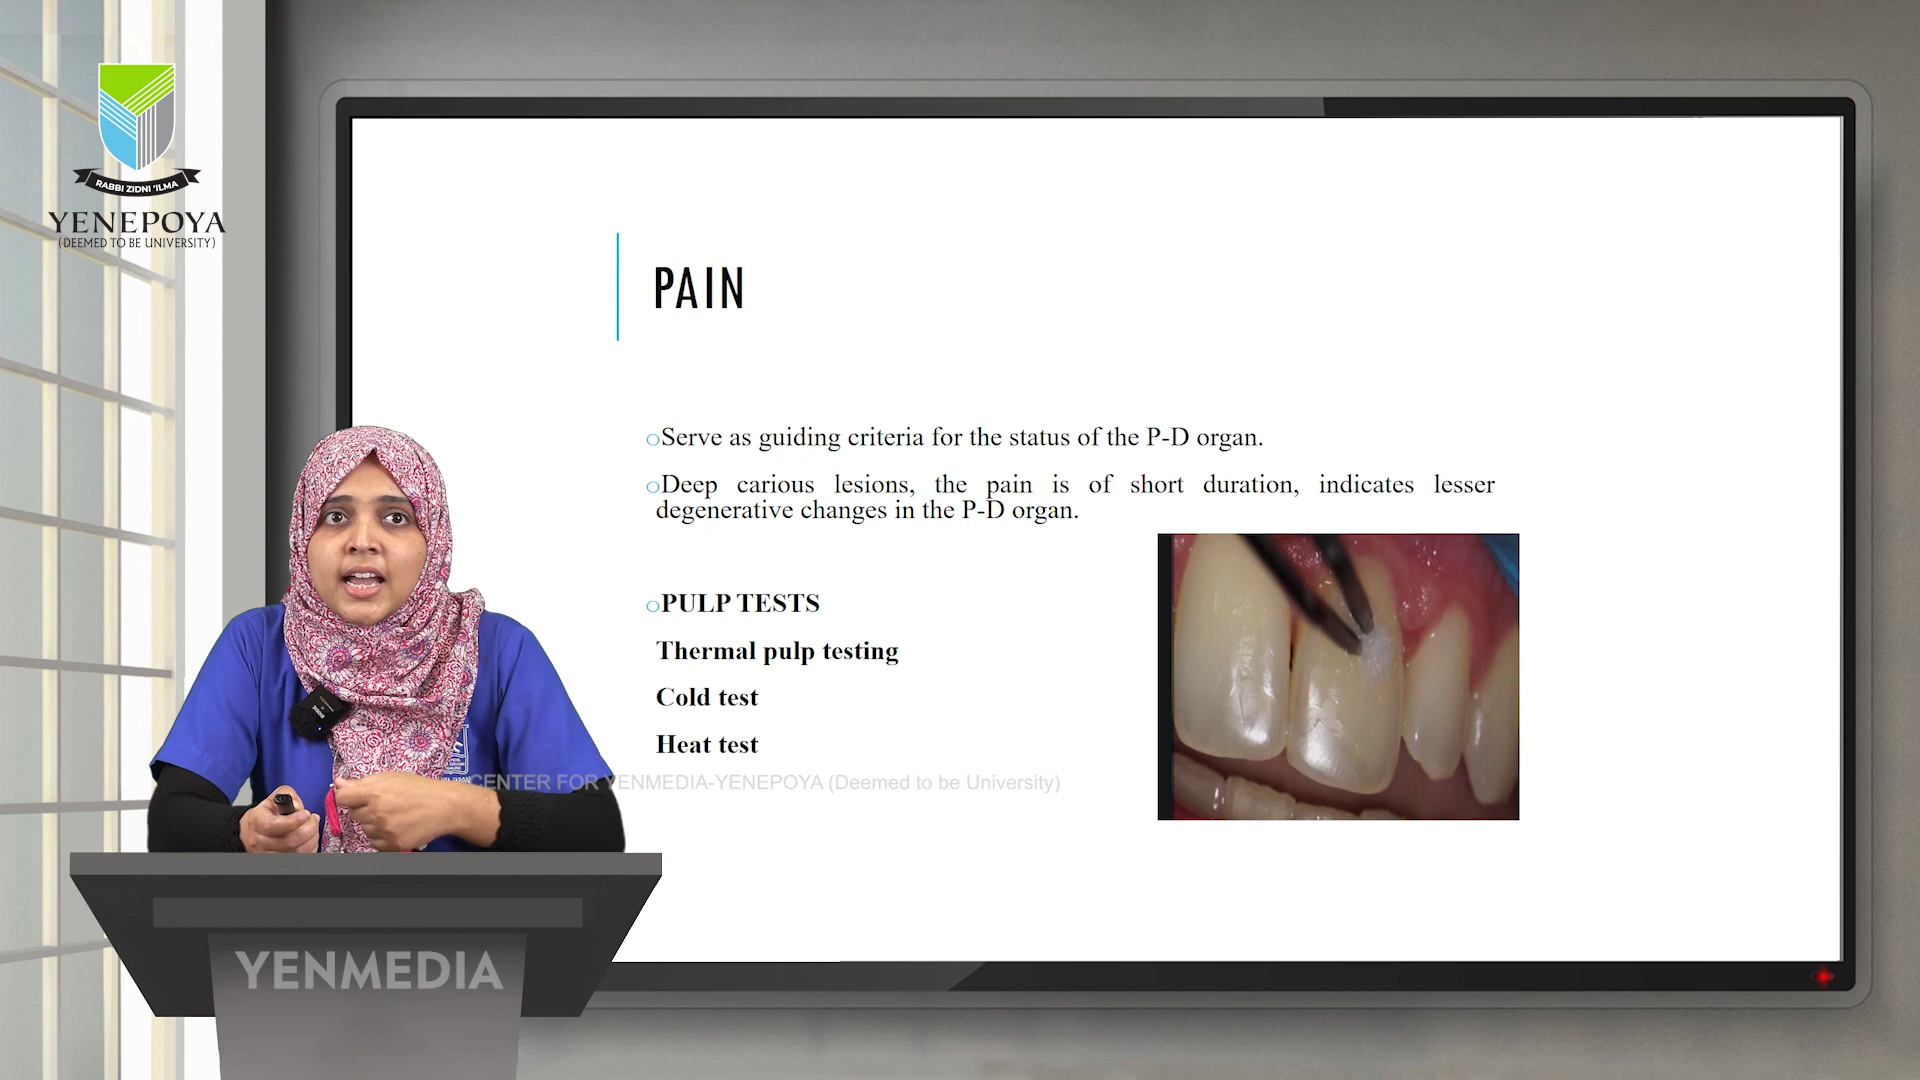 RABBI ZIDNI 'ILMA
YENEPOYA
(DEEMED TO BE UNIVERSITY)
PAIN
Serve as guiding criteria for the status of the P-D organ.
Deep carious lesions, the pain is of short duration, indicates lesser
degenerative changes in the P-D organ.
PULP TESTS
Thermal pulp testing
Cold test
Heat test
CENTER FOR YENMEDIA-YENEPOYA (Deemed to be University)
YENMEDIA